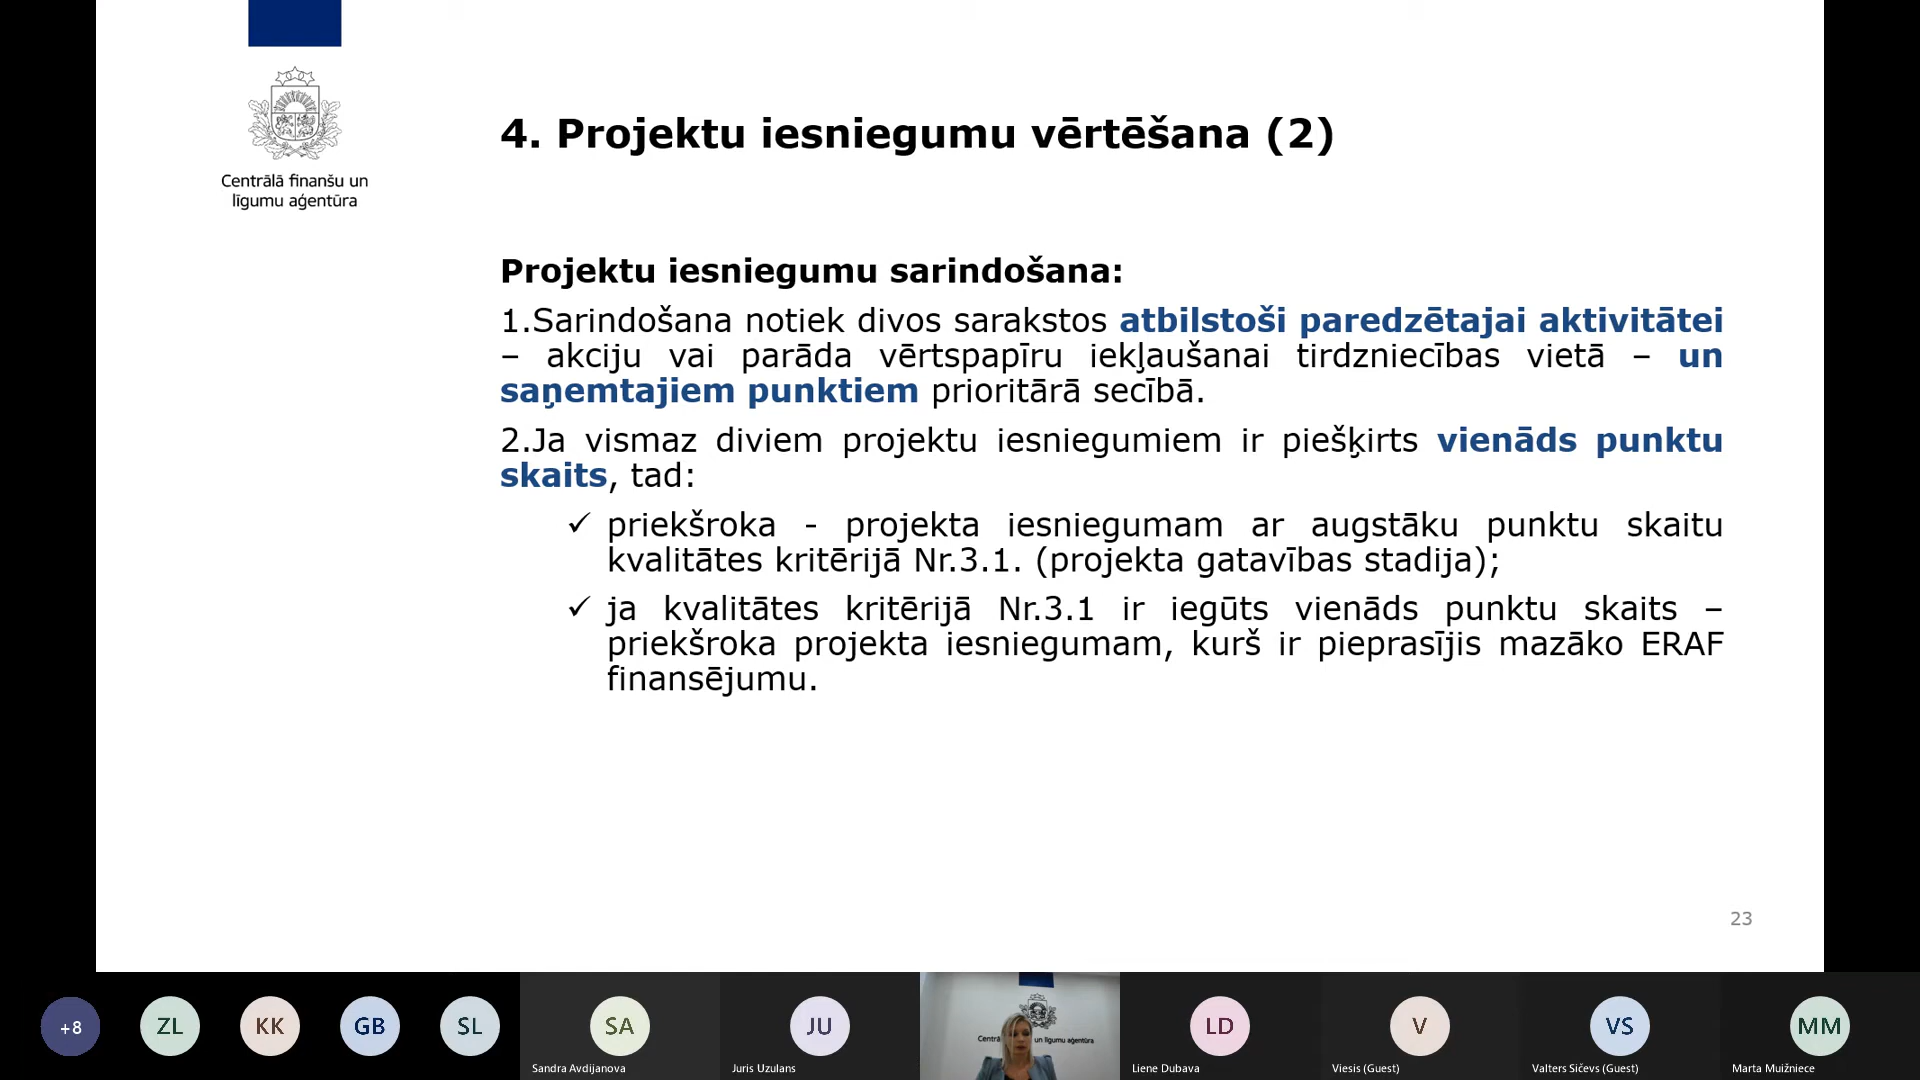 Centrālā finanšu un
līgumu aģentūra
4. Projektu iesniegumu vērtēšana (2)
Projektu iesniegumu sarindošana:
1.Sarindošana notiek divos sarakstos atbilstoši paredzētajai aktivitātei
– akciju vai parāda vērtspapīru iekļaušanai tirdzniecības vietā – un
saņemtajiem punktiem prioritārā secībā.
2.Ja vismaz diviem projektu iesniegumiem ir piešķirts vienāds punktu
skaits, tad:
✓ priekšroka - projekta iesniegumam ar augstāku punktu skaitu
kvalitātes kritērijā Nr.3.1. (projekta gatavības stadija);
✓ ja kvalitātes kritērijā Nr.3.1 ir iegūts vienāds punktu skaits –
priekšroka projekta iesniegumam, kurš ir pieprasījis mazāko ERAF
finansējumu.
23
+8
ZL
KK
GB
SL
SA
Sandra Avdijanova
JU
Juris Uzulans
Centrā un līgumu aģentūra
LD
Liene Dubava
V
Viesis (Guest)
VS
Valters Sičevs (Guest)
MM
Marta Muižniece